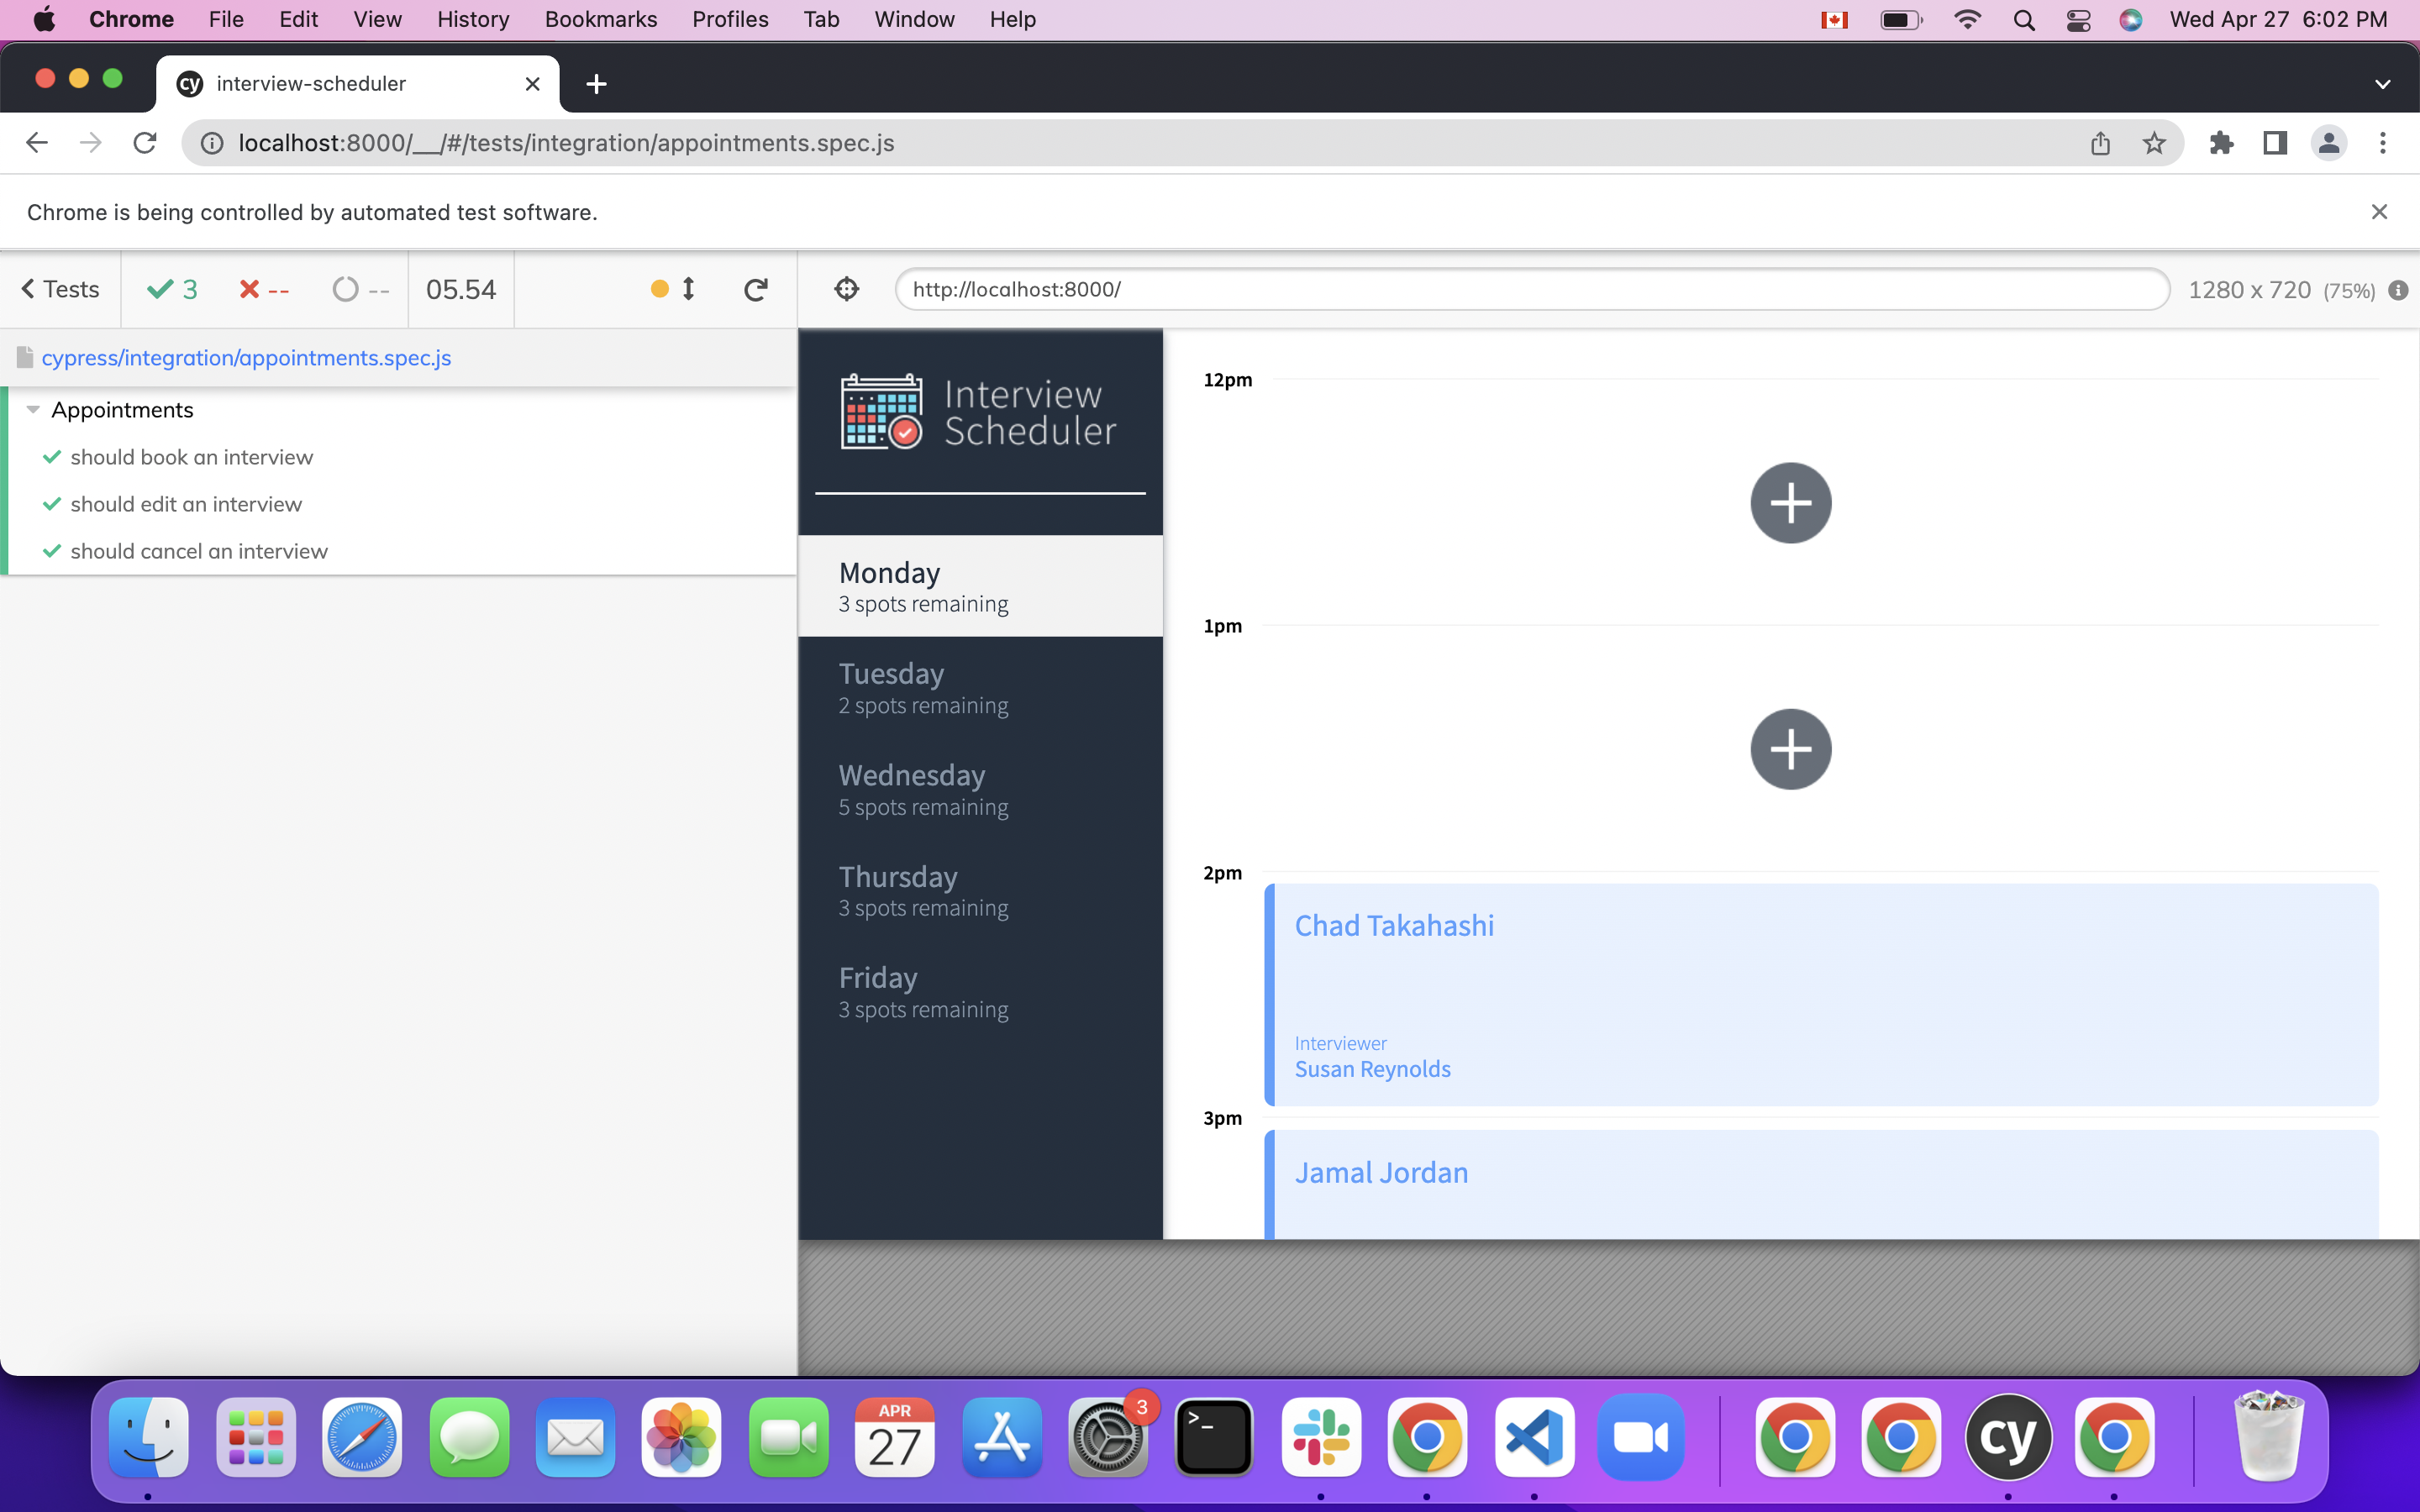 Chrome File Edit View History Bookmarks Profiles Tab Window Help Wed Apr 27 6:02 PM
cy interview-scheduler
localhost:8000/__/#/tests/integration/appointments.spec.js
Chrome is being controlled by automated test software.
Tests 3 -- -- 05.54 http://localhost:8000/ 1280 x 720 (75%)
cypress/integration/appointments.spec.js
Appointments
should book an interview
should edit an interview
should cancel an interview
Interview
Scheduler
Monday
3 spots remaining
Tuesday
2 spots remaining
Wednesday
5 spots remaining
Thursday
3 spots remaining
Friday
3 spots remaining
12pm
1pm
2pm
Chad Takahashi
Interviewer
Susan Reynolds
3pm
Jamal Jordan
APR
27
3
>_
cy